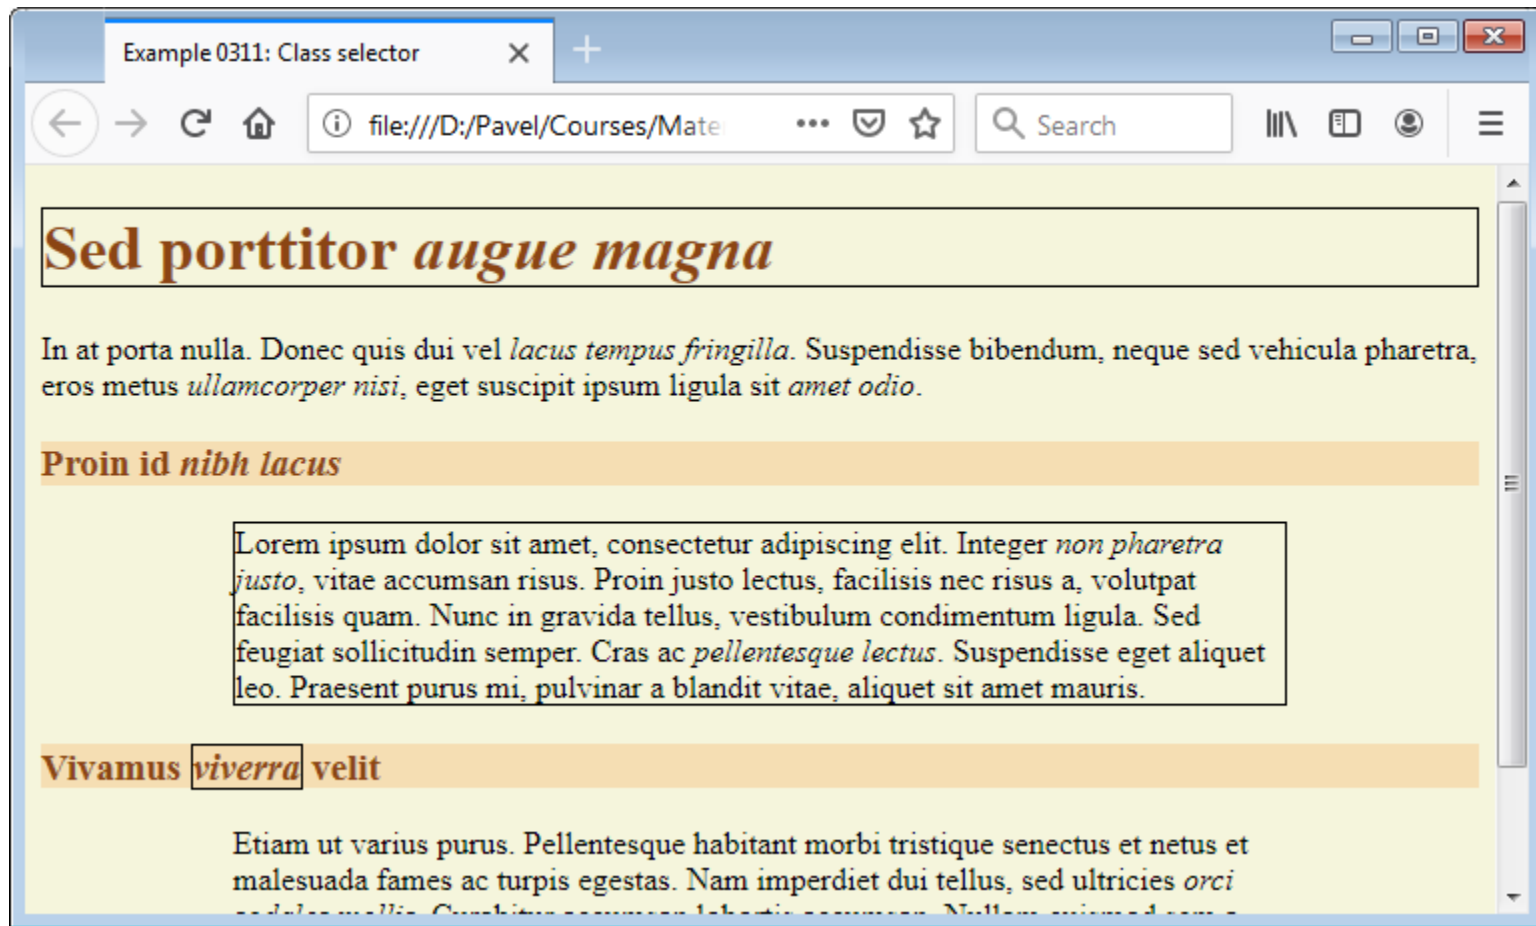 Example 0311: Class selector
file:///D:/Pavel/Courses/Mate
Search
Sed porttitor augue magna
In at porta nulla. Donec quis dui vel lacus tempus fringilla. Suspendisse bibendum, neque sed vehicula pharetra,
eros metus ullamcorper nisi, eget suscipit ipsum ligula sit amet odio.
Proin id nibh lacus
Lorem ipsum dolor sit amet, consectetur adipiscing elit. Integer non pharetra
justo, vitae accumsan risus. Proin justo lectus, facilisis nec risus a, volutpat
facilisis quam. Nunc in gravida tellus, vestibulum condimentum ligula. Sed
feugiat sollicitudin semper. Cras ac pellentesque lectus. Suspendisse eget aliquet
leo. Praesent purus mi, pulvinar a blandit vitae, aliquet sit amet mauris.
Vivamus viverra velit
Etiam ut varius purus. Pellentesque habitant morbi tristique senectus et netus et
malesuada fames ac turpis egestas. Nam imperdiet dui tellus, sed ultricies orci